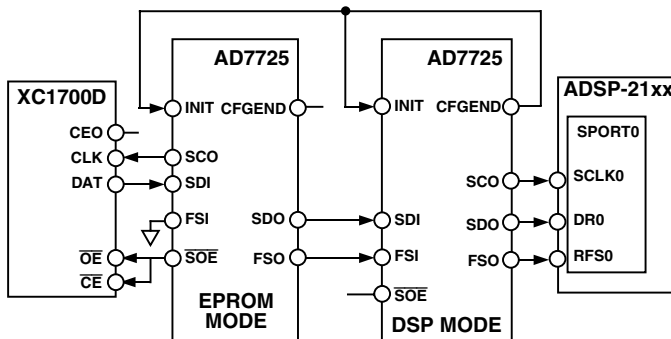 AD7725
AD7725
XC1700D
ADSP-21xx
INIT
CFGEND
INIT
CFGEND
SPORT0
CEO
CLK
SCO
DAT
SDI
SCO
SCLK0
FSI
SDO
SDI
SDO
DR0
OE
SOE
FSO
FSI
FSO
RFS0
CE
SOE
EPROM
MODE
DSP MODE